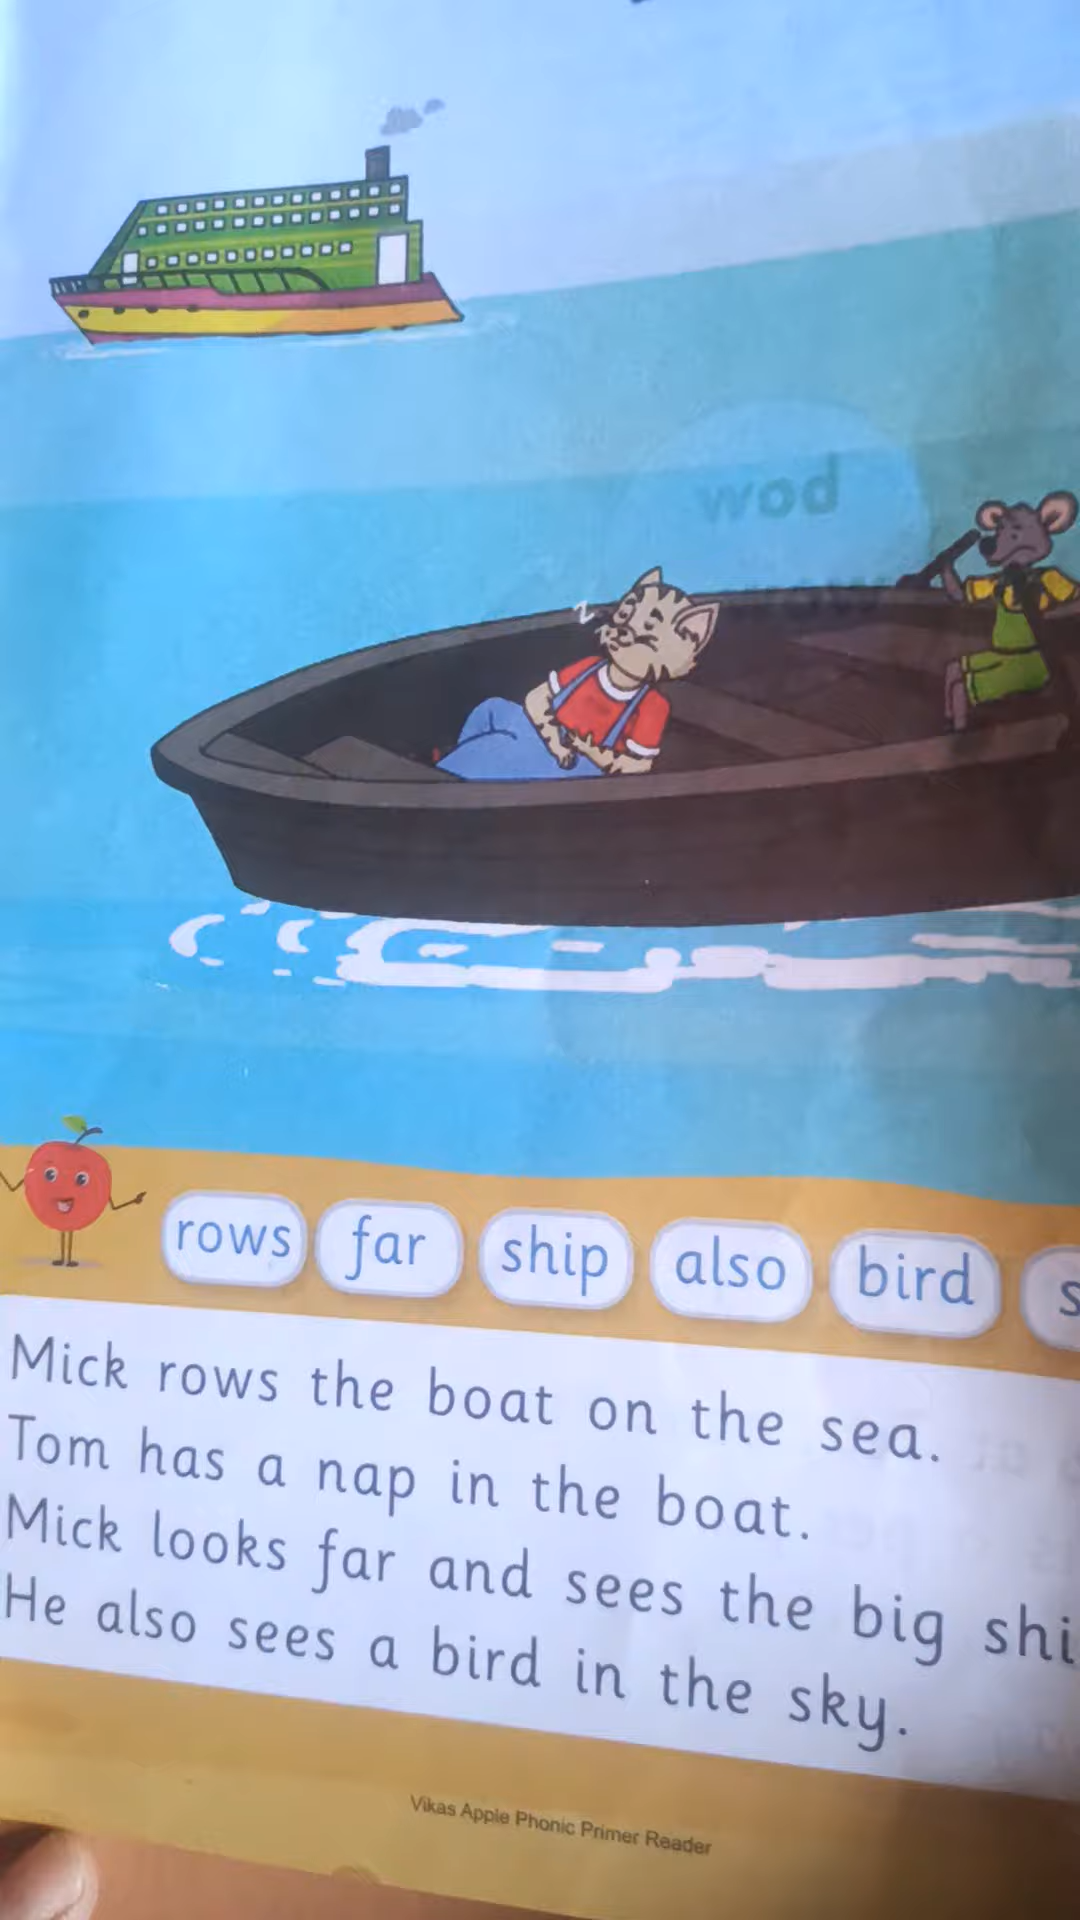 z
rows far ship also bird
Mick rows the boat on the sea.
Tom has a nap in the boat.
Mick looks far and sees the big shi
He also sees a bird in the sky.
Vikas Apple Phonic Primer Reader